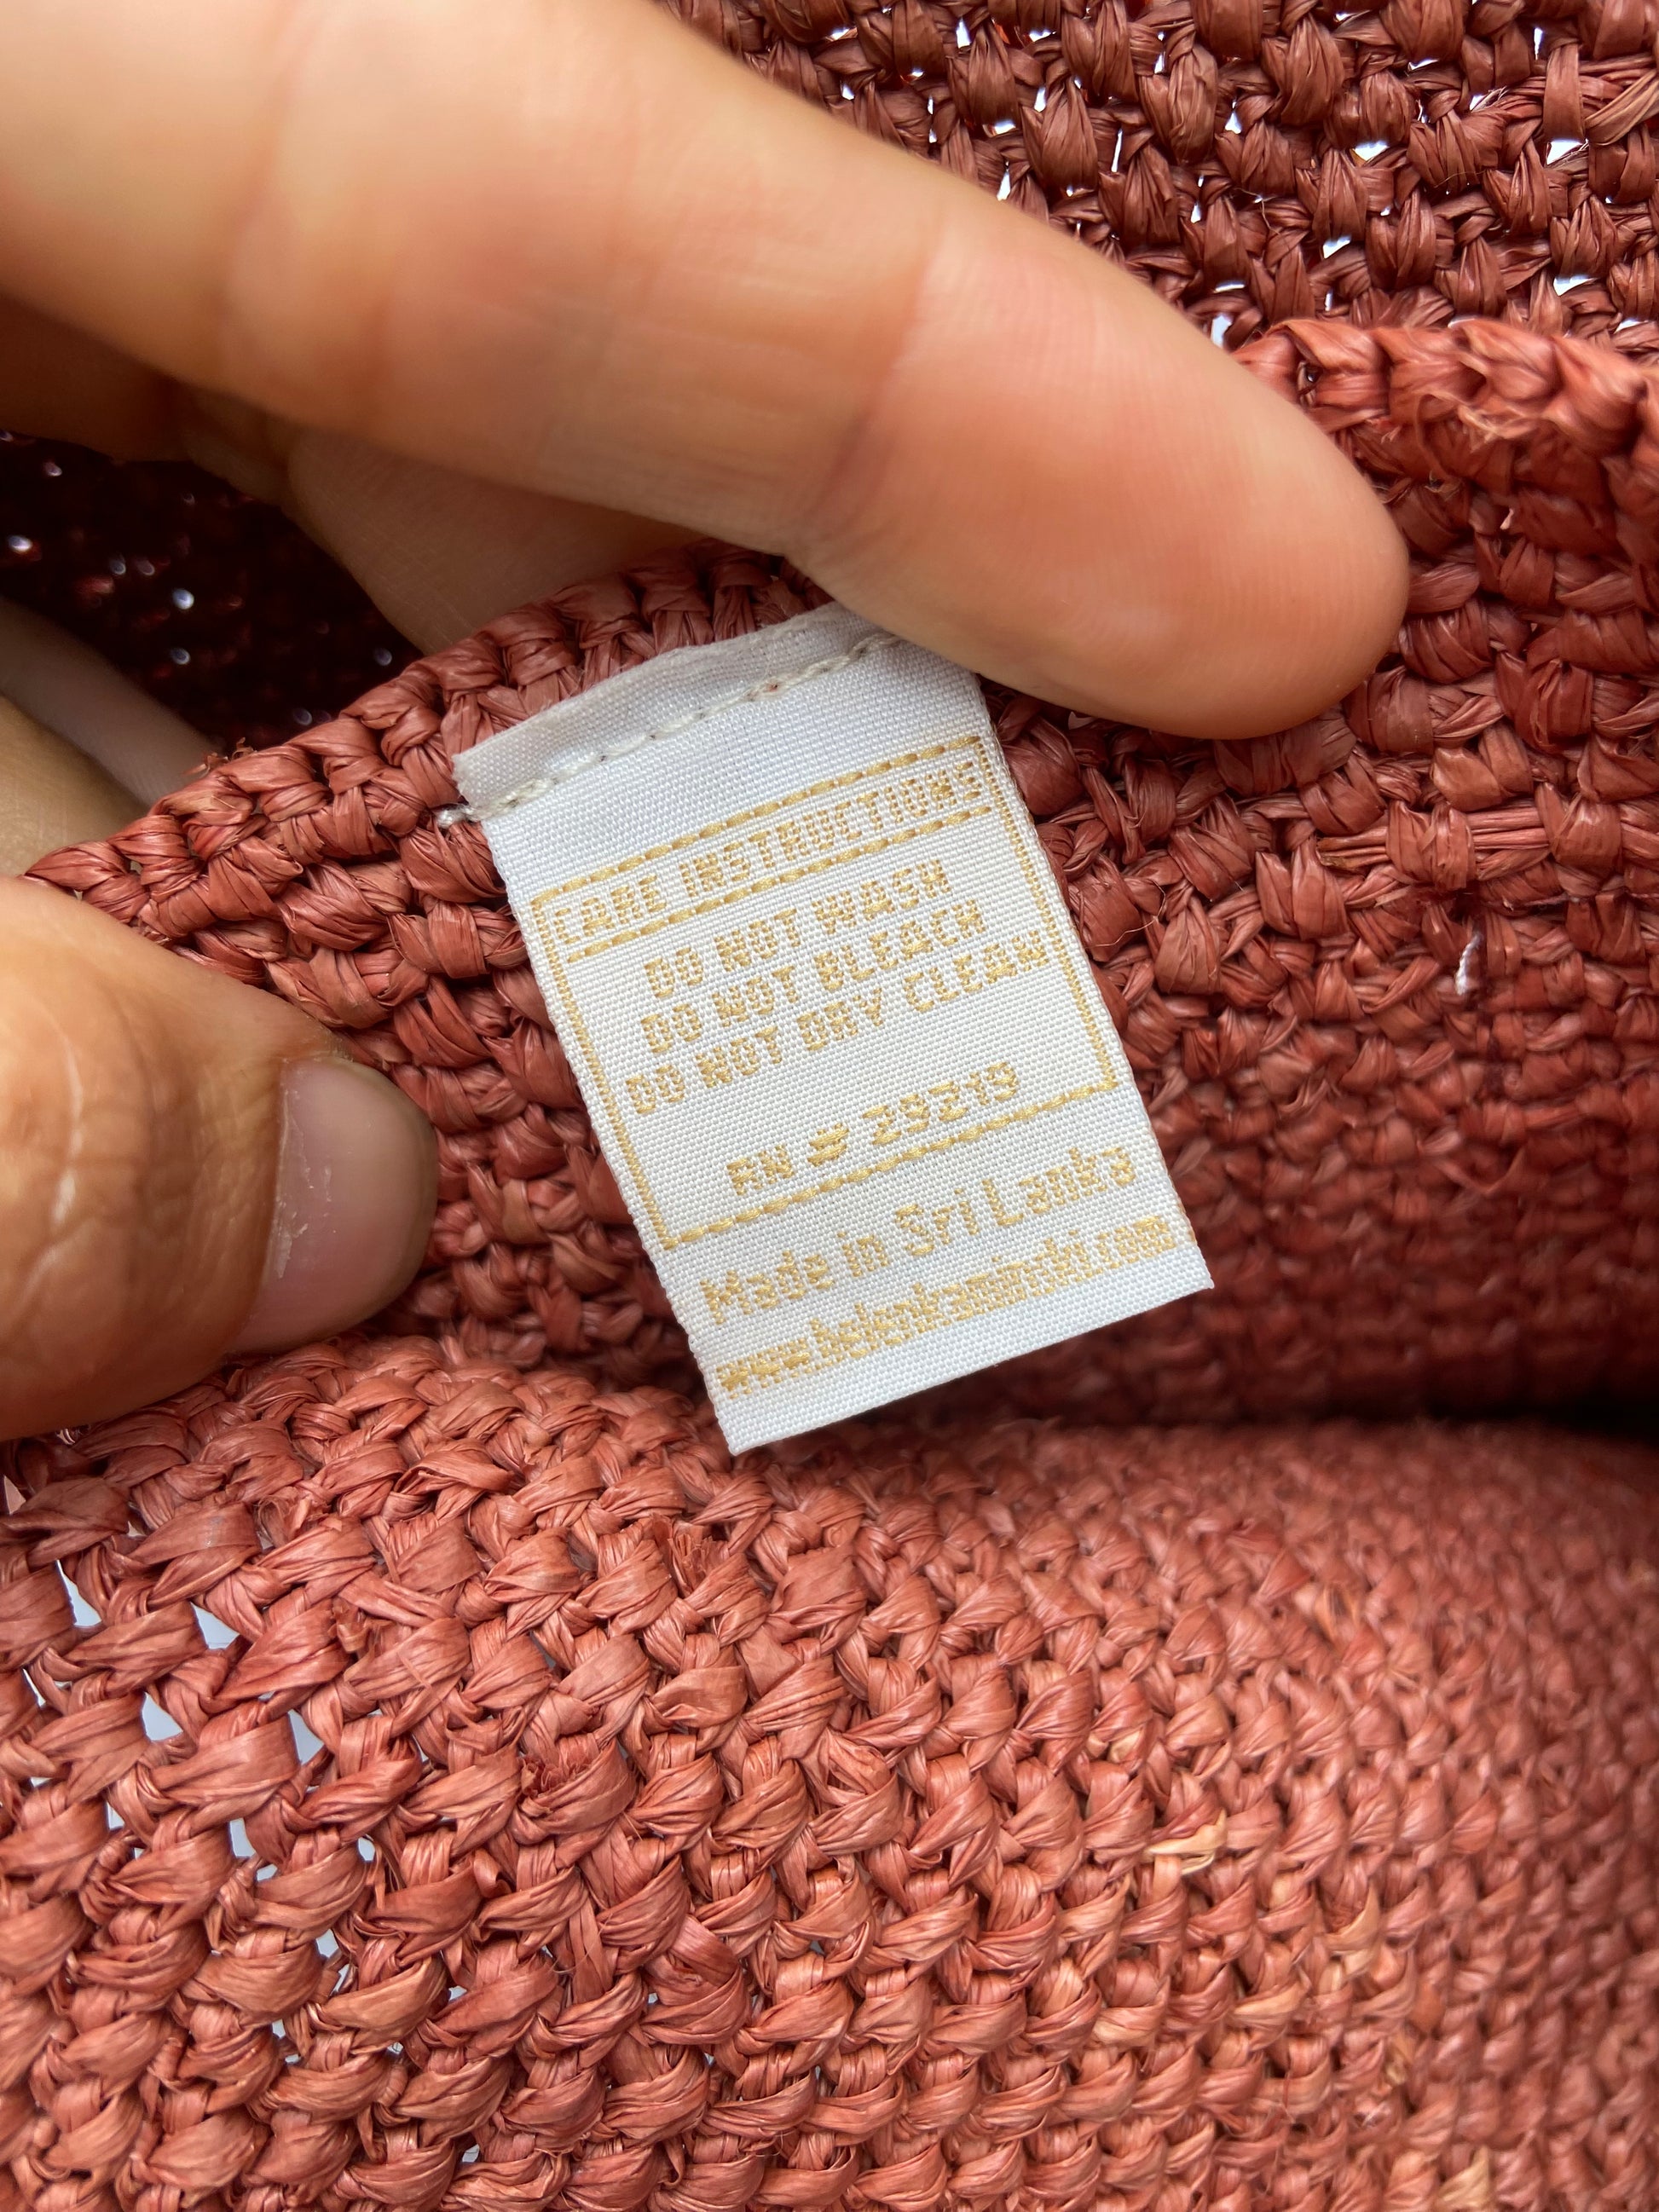 CARE INSTRUCTIONS
DO NOT WASH
DO NOT BLEACH
DO NOT DRY CLEAN
RN # 29219
Made in Sri Lanka
www.helenkaminski.com